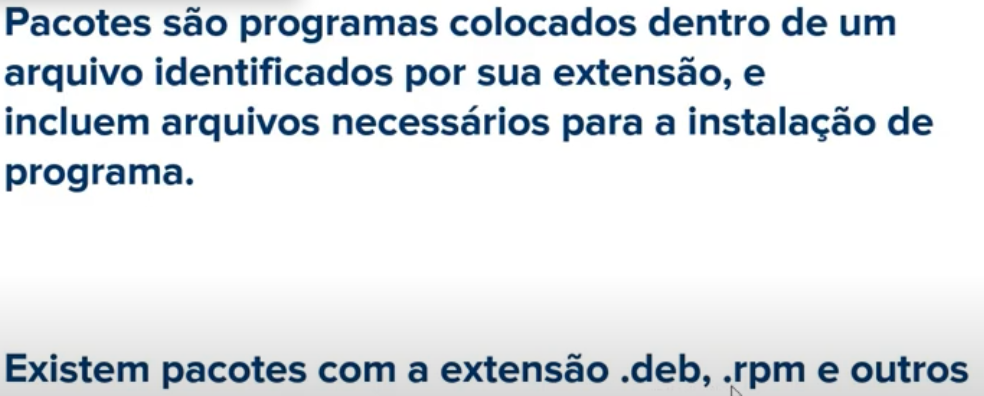 Pacotes são programas colocados dentro de um
arquivo identificados por sua extensão, e
incluem arquivos necessários para a instalação de
programa.
Existem pacotes com a extensão .deb, .rpm e outros